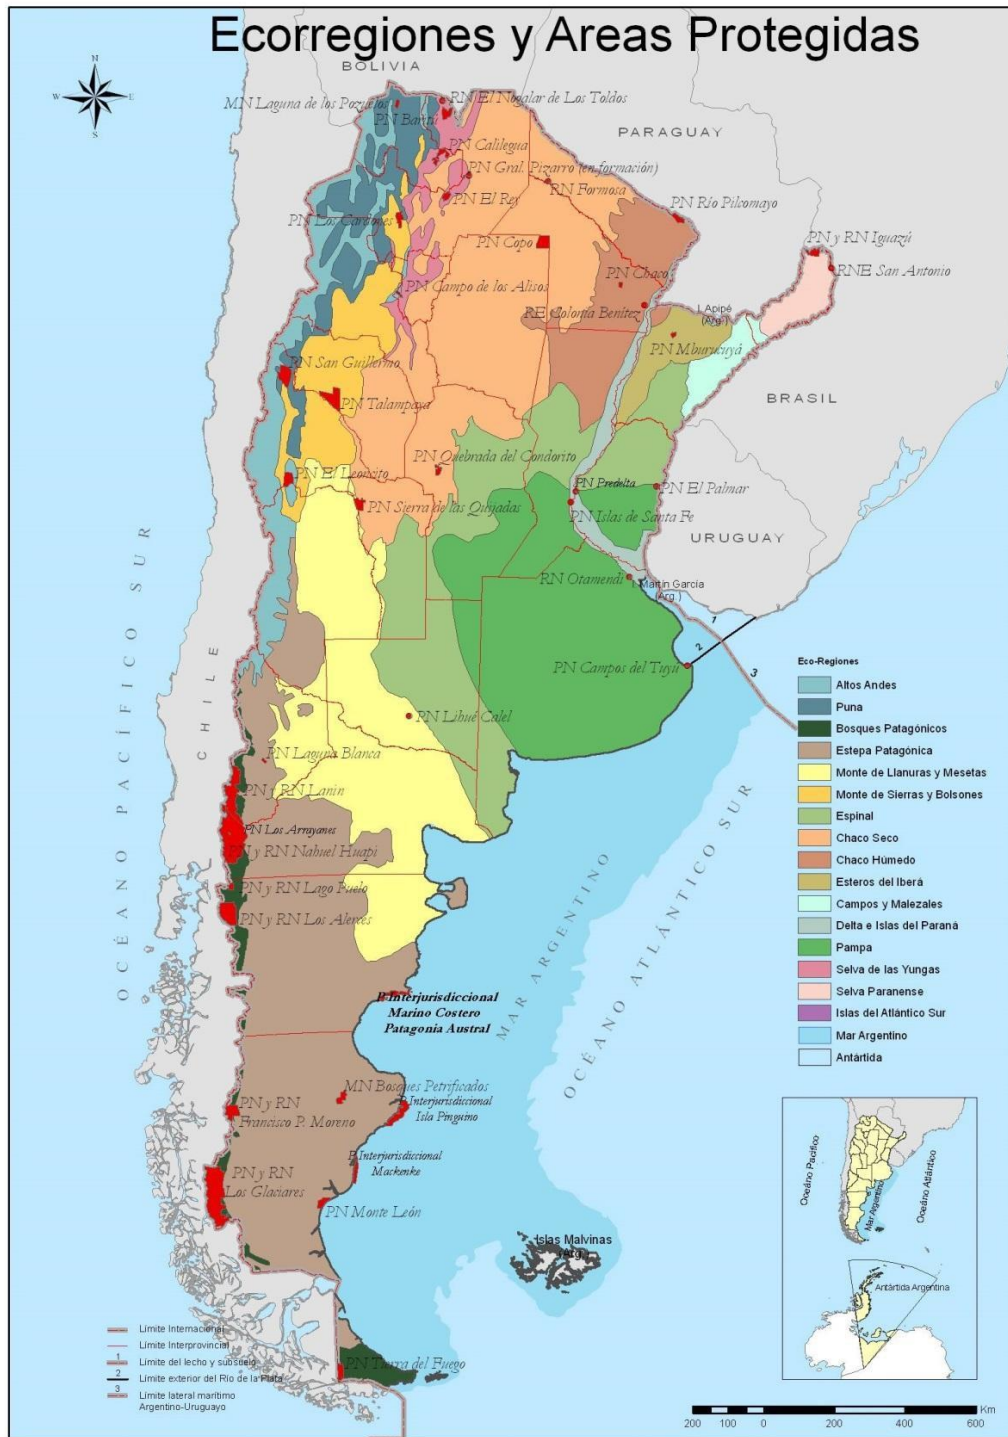 Ecorregiones y Areas Protegidas
BOLIVIA
N
W
E
S
MN Laguna de los Pozuelos
RN El Nogalar de Los Toldos
PN Baritú
PARAGUAY
PN Calilegua
PN Gral. Pizarro (en formación)
RN Formosa
PN El Rey
PN Río Pilcomayo
PN Los Cardones
PN Copo
PN y RN Iguazú
RNE San Antonio
PN Chaco
PN Campo de los Alisos
RE Colonia Benítez
I. Apipé
(Arg.)
PN Mburucuyá
PN San Guillermo
PN Talampaya
BRASIL
PN Quebrada del Condorito
PN El Leoncito
PN Predelta
PN El Palmar
PN Sierra de las Quijadas
PN Islas de Santa Fe
URUGUAY
RN Otamendi
I. Martín García
(Arg.)
1
2
3
PN Campos del Tuyú
OCÉANO PACÍFICO SUR
CHILE
PN Lihué Calel
PN Laguna Blanca
PN y RN Lanín
PN Los Arrayanes
PN y RN Nahuel Huapi
PN y RN Lago Puelo
PN y RN Los Alerces
MAR ARGENTINO
OCÉANO ATLÁNTICO SUR
P. Interjurisdiccional
Marino Costero
Patagonia Austral
MN Bosques Petrificados
P. Interjurisdiccional
Isla Pinguino
PN y RN
Francisco P. Moreno
P. Interjurisdiccional
Mackenke
PN y RN
Los Glaciares
PN Monte León
Islas Malvinas
(Arg.)
PN Tierra del Fuego
Eco-Regiones
Altos Andes
Puna
Bosques Patagónicos
Estepa Patagónica
Monte de Llanuras y Mesetas
Monte de Sierras y Bolsones
Espinal
Chaco Seco
Chaco Húmedo
Esteros del Iberá
Campos y Malezales
Delta e Islas del Paraná
Pampa
Selva de las Yungas
Selva Paranense
Islas del Atlántico Sur
Mar Argentino
Antártida
Océano Pacífico
Océano Atlántico
Mar Argentino
Antártida Argentina
Límite Internacional
Límite Interprovincial
1 Límite del lecho y subsuelo
2 Límite exterior del Río de la Plata
3 Límite lateral marítimo
Argentino-Uruguayo
200 100 0 200 400 600 Km